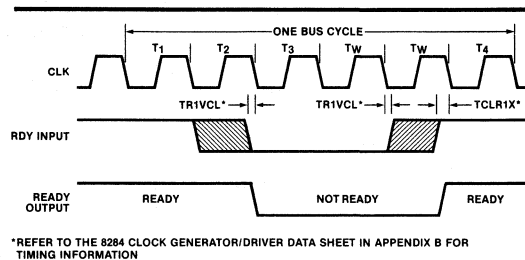 ONE BUS CYCLE
T1 T2 T3 TW TW T4
CLK
TR1VCL* TR1VCL* TCLR1X*
RDY INPUT
READY OUTPUT
READY NOT READY READY
*REFER TO THE 8284 CLOCK GENERATOR/DRIVER DATA SHEET IN APPENDIX B FOR
TIMING INFORMATION